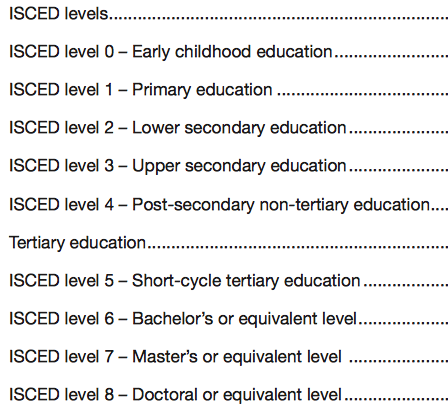 ISCED levels..........................................................................
ISCED level 0 – Early childhood education.......................
ISCED level 1 – Primary education ...................................
ISCED level 2 – Lower secondary education.....................
ISCED level 3 – Upper secondary education.....................
ISCED level 4 – Post-secondary non-tertiary education....
Tertiary education................................................................
ISCED level 5 – Short-cycle tertiary education..................
ISCED level 6 – Bachelor’s or equivalent level...................
ISCED level 7 – Master’s or equivalent level .....................
ISCED level 8 – Doctoral or equivalent level......................